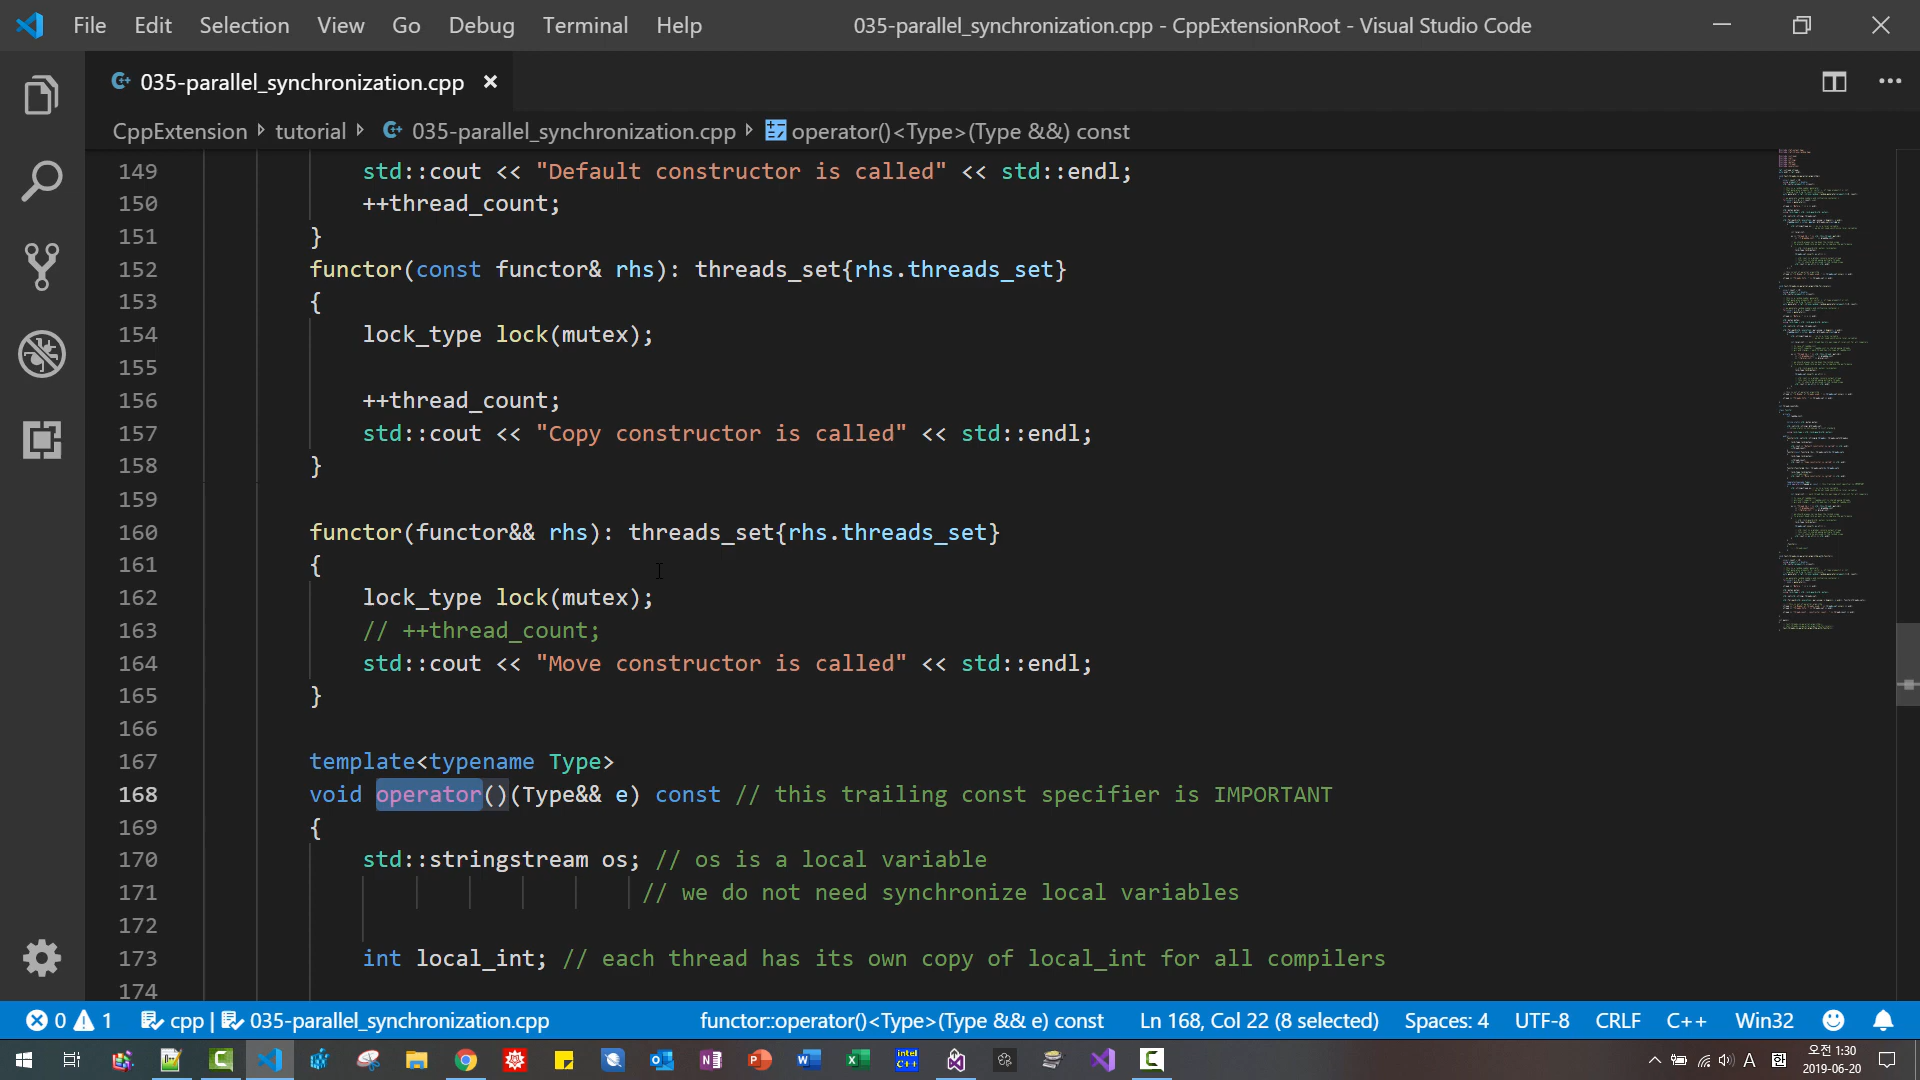 File Edit Selection View Go Debug Terminal Help 035-parallel_synchronization.cpp - CppExtensionRoot - Visual Studio Code
035-parallel_synchronization.cpp
CppExtension tutorial 035-parallel_synchronization.cpp operator()<Type>(Type &&) const
149 std::cout << "Default constructor is called" << std::endl;
150 ++thread_count;
151 }
152 functor(const functor& rhs): threads_set{rhs.threads_set}
153 {
154 lock_type lock(mutex);
155
156 ++thread_count;
157 std::cout << "Copy constructor is called" << std::endl;
158 }
159
160 functor(functor&& rhs): threads_set{rhs.threads_set}
161 {
162 lock_type lock(mutex);
163 // ++thread_count;
164 std::cout << "Move constructor is called" << std::endl;
165 }
166
167 template<typename Type>
168 void operator()(Type&& e) const // this trailing const specifier is IMPORTANT
169 {
170 std::stringstream os; // os is a local variable
171 // we do not need synchronize local variables
172
173 int local_int; // each thread has its own copy of local_int for all compilers
174
0 1 cpp | 035-parallel_synchronization.cpp functor::operator()<Type>(Type && e) const Ln 168, Col 22 (8 selected) Spaces: 4 UTF-8 CRLF C++ Win32
intel C++ A 오전 1:30
2019-06-20